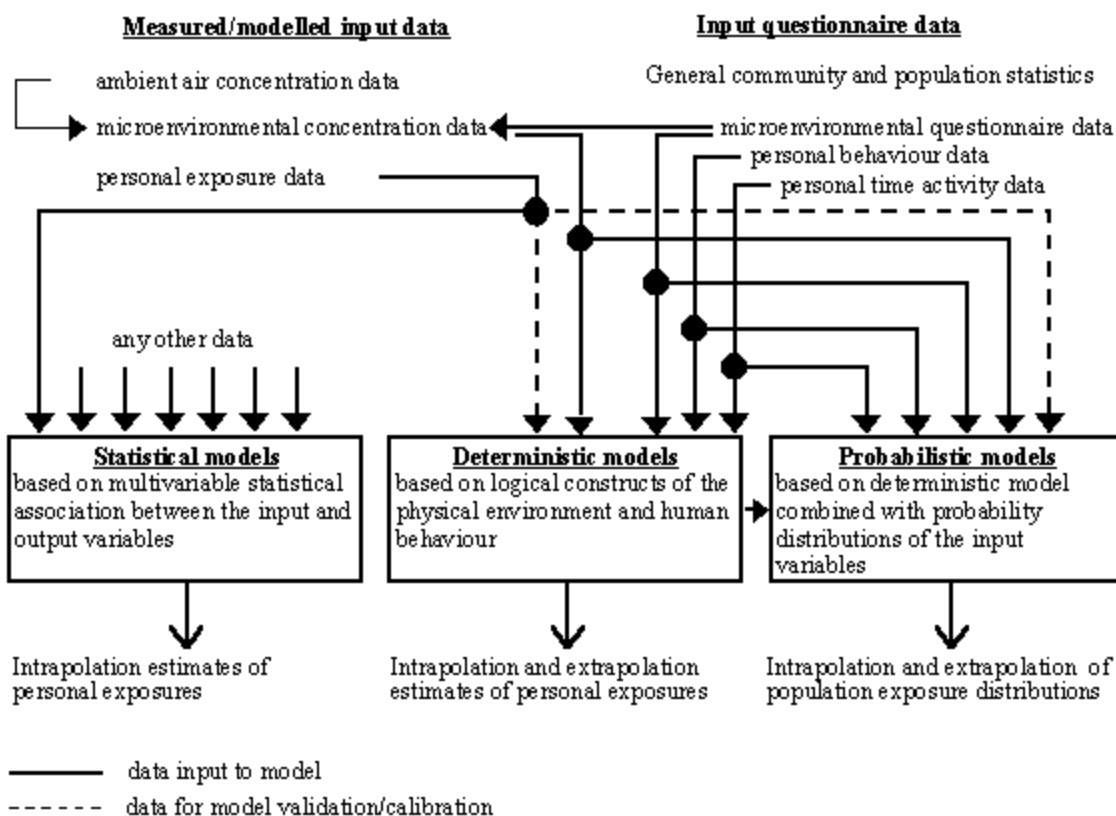 Measured/modelled input data
Input questionnaire data
ambient air concentration data
General community and population statistics
microenvironmental concentration data
microenvironmental questionnaire data
personal behaviour data
personal exposure data
personal time activity data
any other data
Statistical models
based on multivariable statistical
association between the input and
output variables
Deterministic models
based on logical constructs of the
physical environment and human
behaviour
Probabilistic models
based on deterministic model
combined with probability
distributions of the input
variables
Intrapolation estimates of
personal exposures
Intrapolation and extrapolation
estimates of personal exposures
Intrapolation and extrapolation of
population exposure distributions
data input to model
data for model validation/calibration